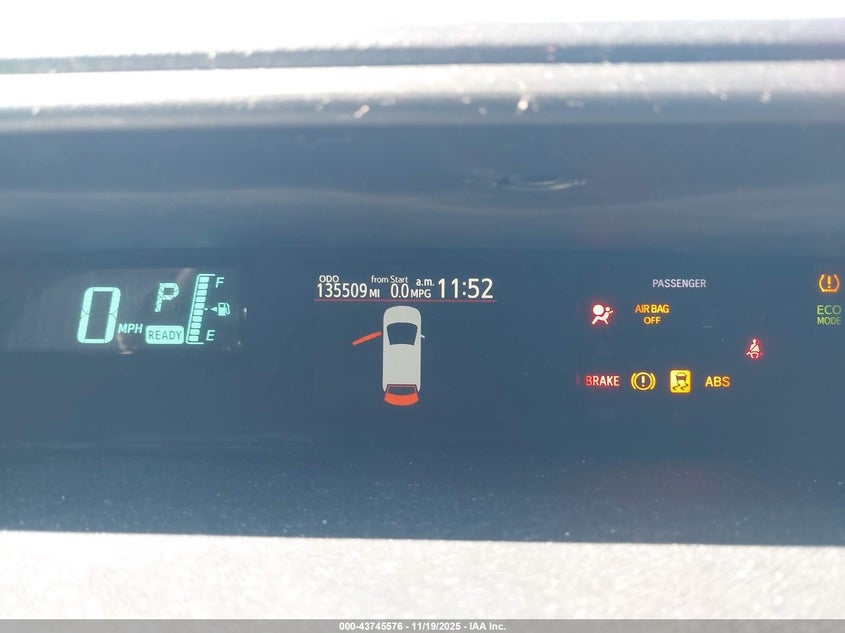 0 MPH
P
READY
F
E
ODO
135509 MI
from Start
0.0 MPG
a.m.
11:52
PASSENGER
AIR BAG
OFF
ECO
MODE
BRAKE
ABS
000-43745576 - 11/19/2025 - IAA Inc.